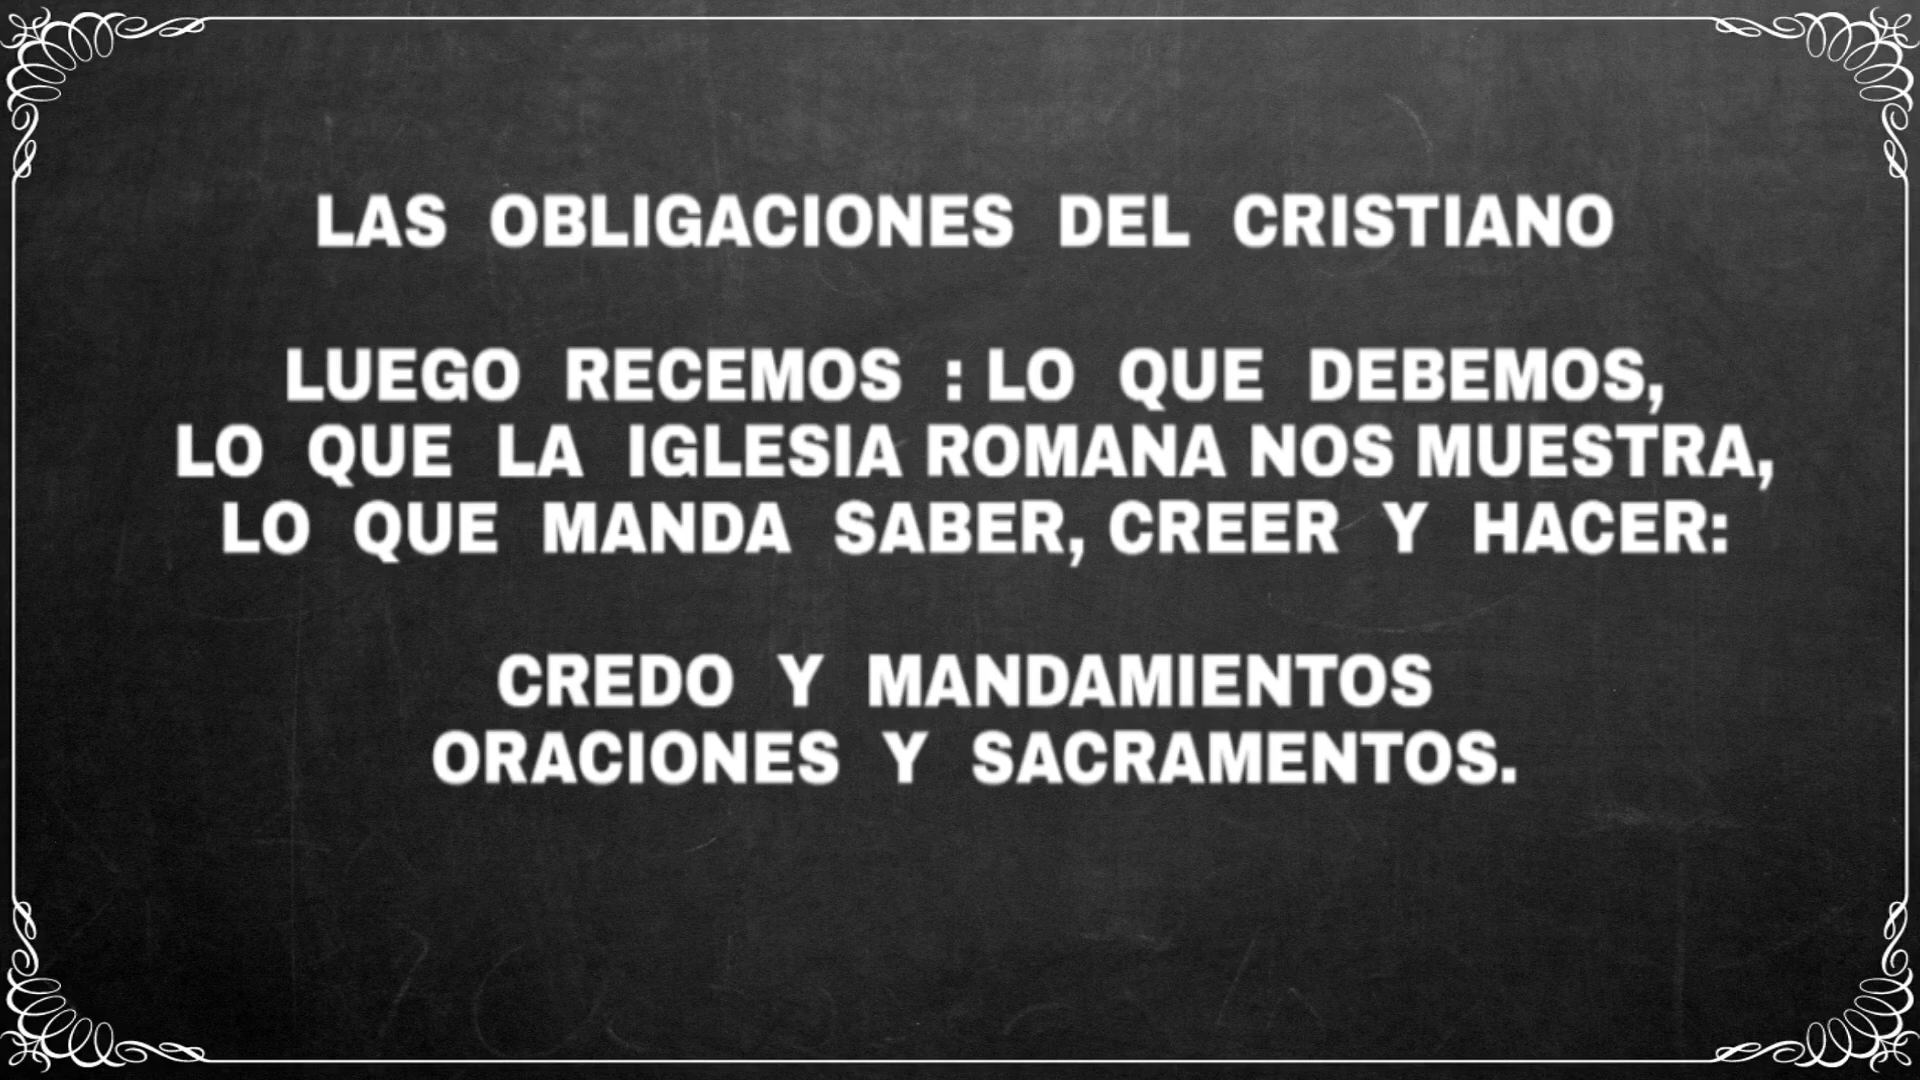 LAS OBLIGACIONES DEL CRISTIANO
LUEGO RECEMOS : LO QUE DEBEMOS,
LO QUE LA IGLESIA ROMANA NOS MUESTRA,
LO QUE MANDA SABER, CREER Y HACER:
CREDO Y MANDAMIENTOS
ORACIONES Y SACRAMENTOS.